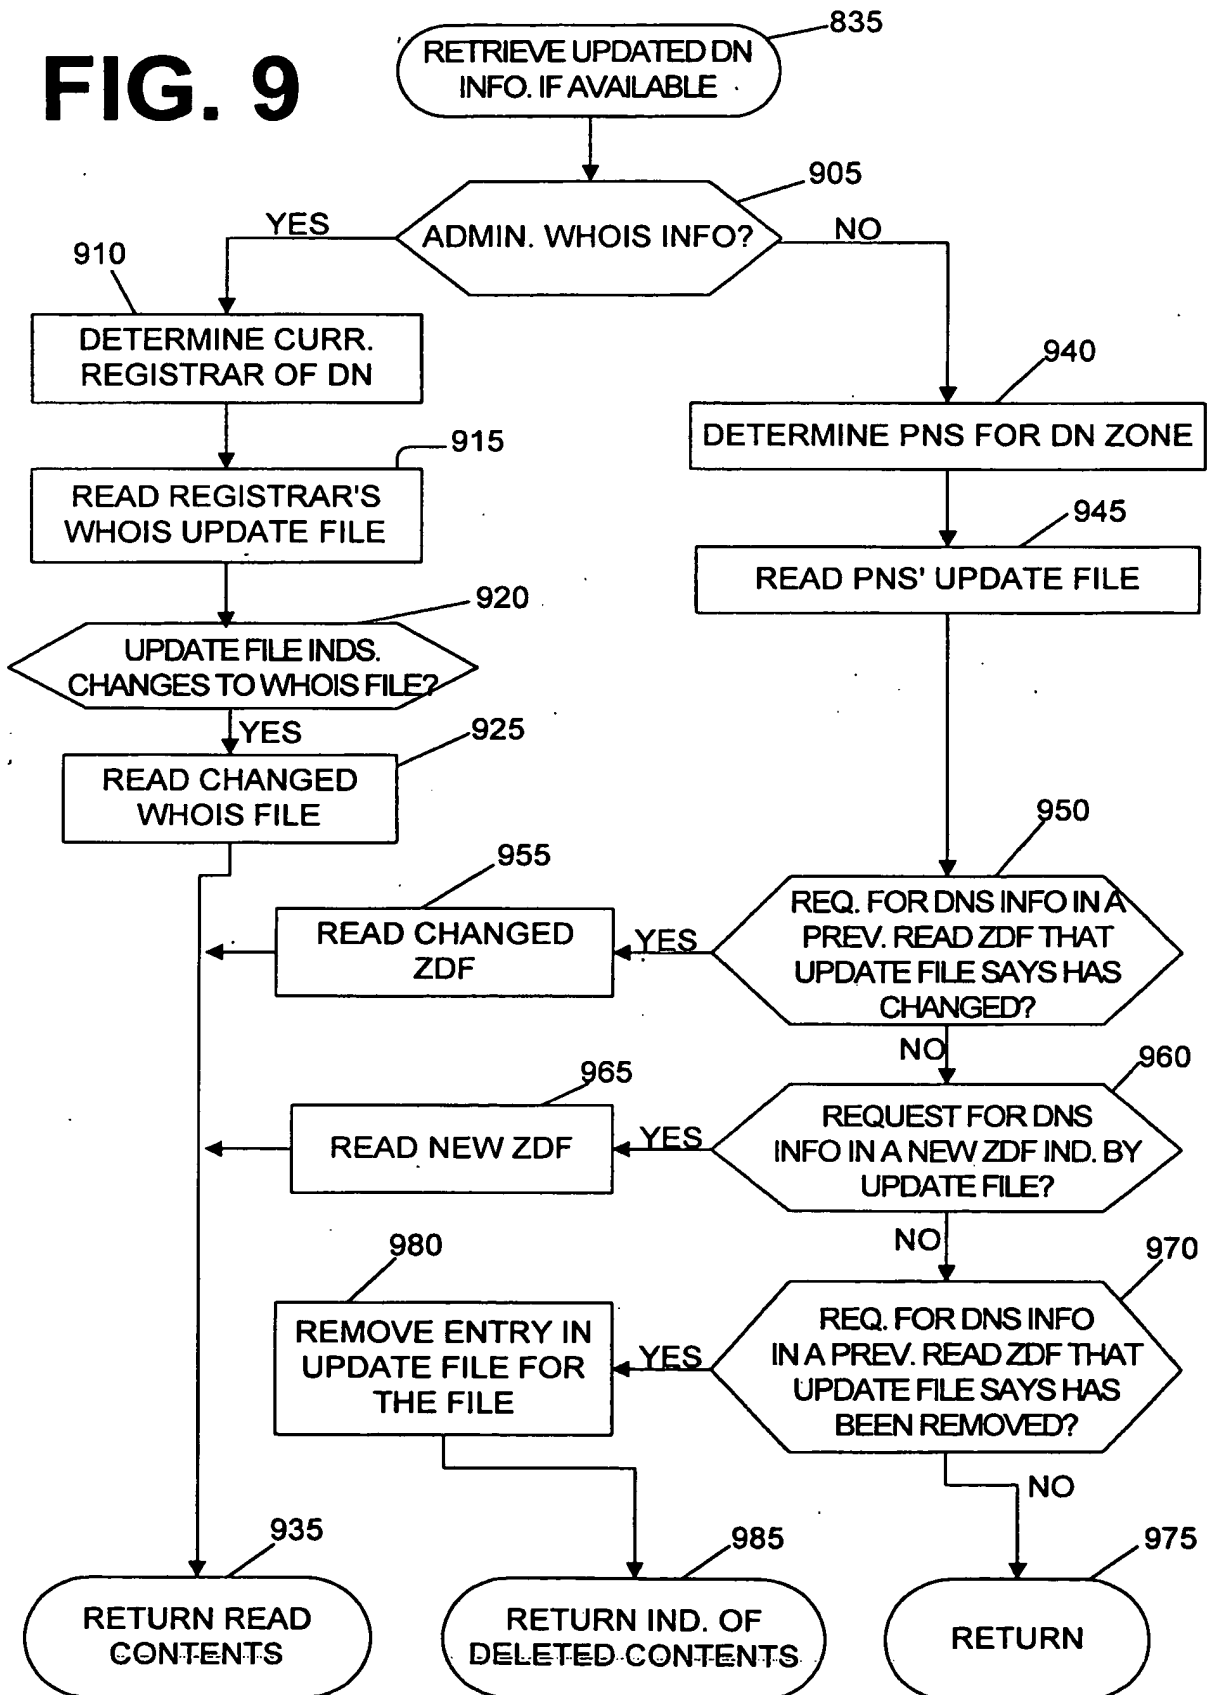 FIG. 9
835
RETRIEVE UPDATED DN
INFO. IF AVAILABLE
905
ADMIN. WHOIS INFO?
YES
NO
910
DETERMINE CURR.
REGISTRAR OF DN
940
DETERMINE PNS FOR DN ZONE
915
READ REGISTRAR'S
WHOIS UPDATE FILE
945
READ PNS' UPDATE FILE
920
UPDATE FILE INDS.
CHANGES TO WHOIS FILE?
YES
925
READ CHANGED
WHOIS FILE
950
REQ. FOR DNS INFO IN A
PREV. READ ZDF THAT
UPDATE FILE SAYS HAS
CHANGED?
YES
955
READ CHANGED
ZDF
NO
960
REQUEST FOR DNS
INFO IN A NEW ZDF IND. BY
UPDATE FILE?
YES
965
READ NEW ZDF
NO
970
REQ. FOR DNS INFO
IN A PREV. READ ZDF THAT
UPDATE FILE SAYS HAS
BEEN REMOVED?
YES
980
REMOVE ENTRY IN
UPDATE FILE FOR
THE FILE
NO
935
RETURN READ
CONTENTS
985
RETURN IND. OF
DELETED CONTENTS
975
RETURN